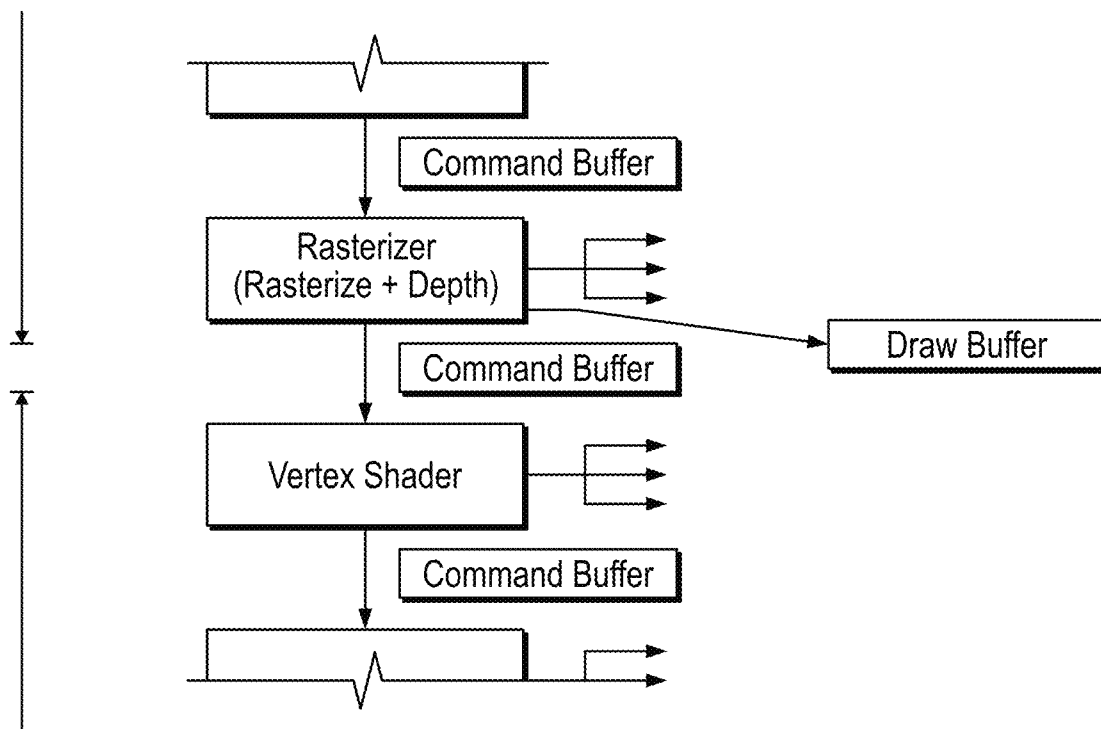 Command Buffer
Rasterizer
(Rasterize + Depth)
Command Buffer
Draw Buffer
Vertex Shader
Command Buffer